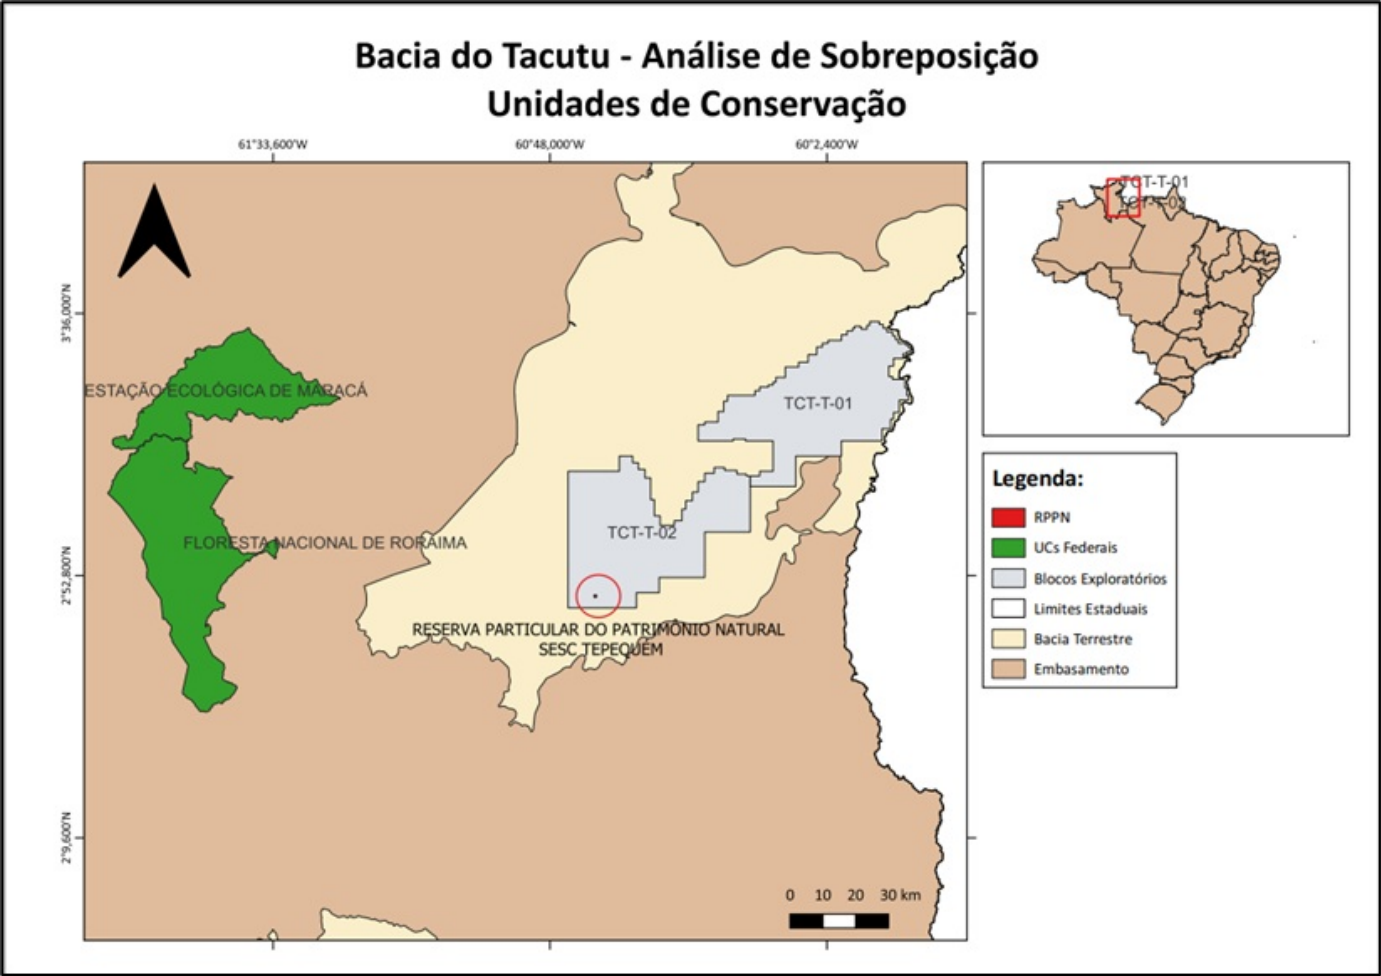 Bacia do Tacutu - Análise de Sobreposição
Unidades de Conservação
61°33,600'W
60°48,000'W
60°2,400'W
3°36,000'N
2°52,800'N
2°9,600'N
ESTAÇÃO ECOLÓGICA DE MARACÁ
FLORESTA NACIONAL DE RORAIMA
TCT-T-01
TCT-T-02
RESERVA PARTICULAR DO PATRIMÔNIO NATURAL
SESC TEPEQUÉM
0 10 20 30 km
TCT-T-01
TCT-T-02
Legenda:
RPPN
UCs Federais
Blocos Exploratórios
Limites Estaduais
Bacia Terrestre
Embasamento